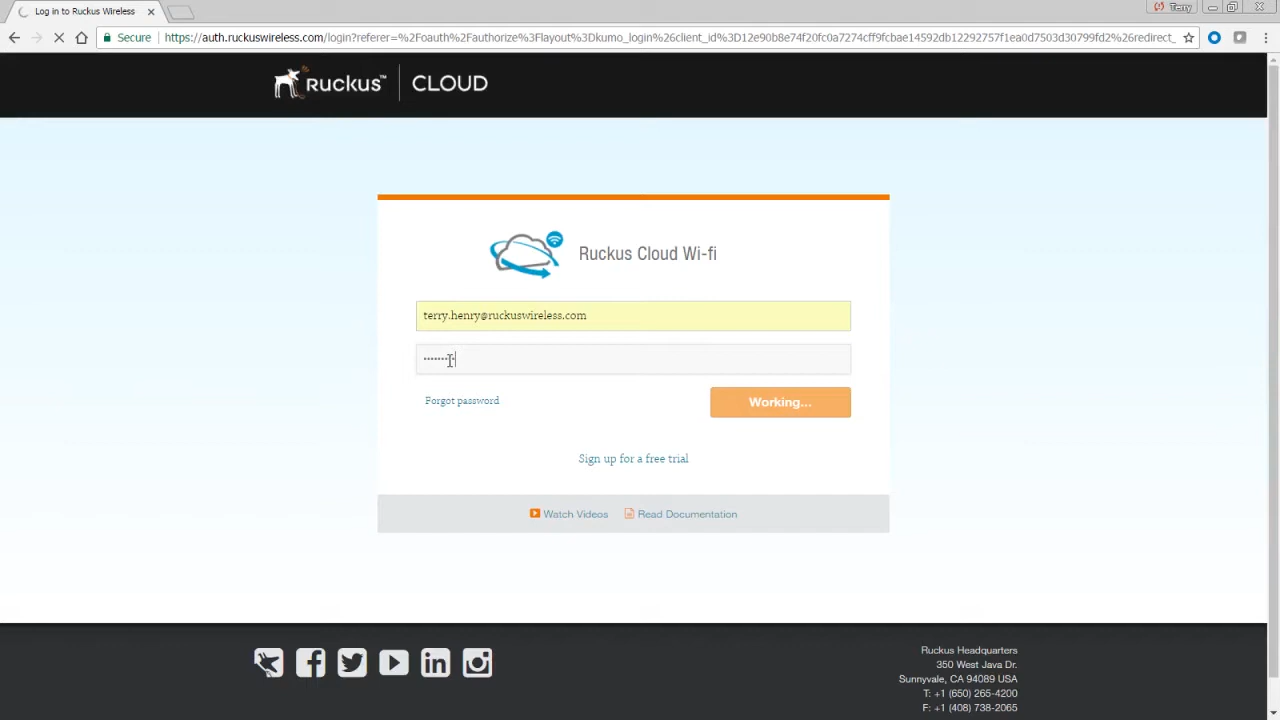 Log in to Ruckus Wireless
Terry
Secure https://auth.ruckuswireless.com/login?referer=%2Foauth%2Fauthorize%3Flayout%3Dkumo_login%26client_id%3D12e90b8e74f20fc0a7274cff9fcbae14592db12292757f1ea0d7503d30799fd2%26redirect_
Ruckus™ CLOUD
Ruckus Cloud Wi-fi
terry.henry@ruckuswireless.com
Forgot password
Working...
Sign up for a free trial
Watch Videos Read Documentation
Ruckus Headquarters
350 West Java Dr.
Sunnyvale, CA 94089 USA
T: +1 (650) 265-4200
F: +1 (408) 738-2065